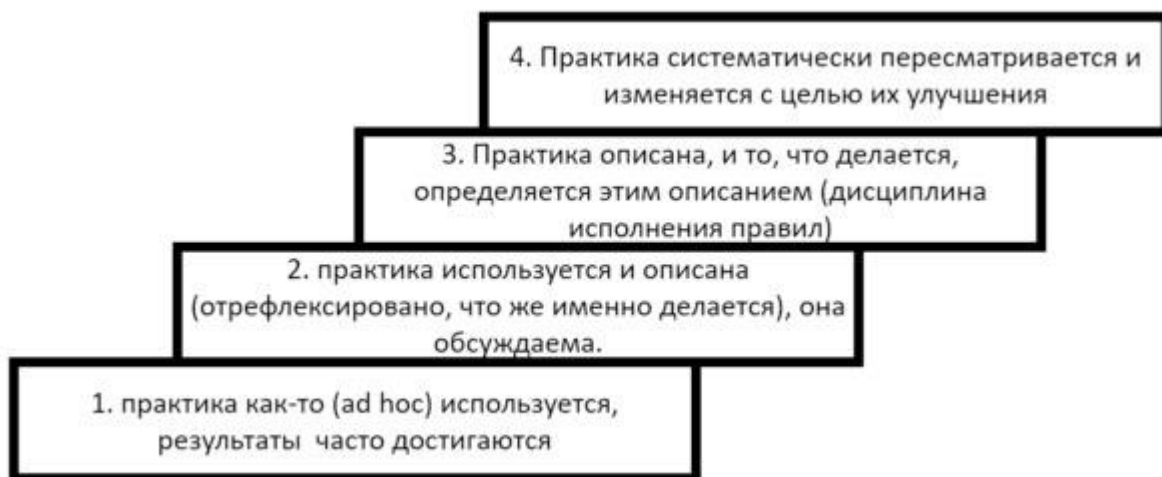 4. Практика систематически пересматривается и
изменяется с целью их улучшения
3. Практика описана, и то, что делается,
определяется этим описанием (дисциплина
исполнения правил)
2. практика используется и описана
(отрефлексировано, что же именно делается), она
обсуждаема.
1. практика как-то (ad hoc) используется,
результаты часто достигаются